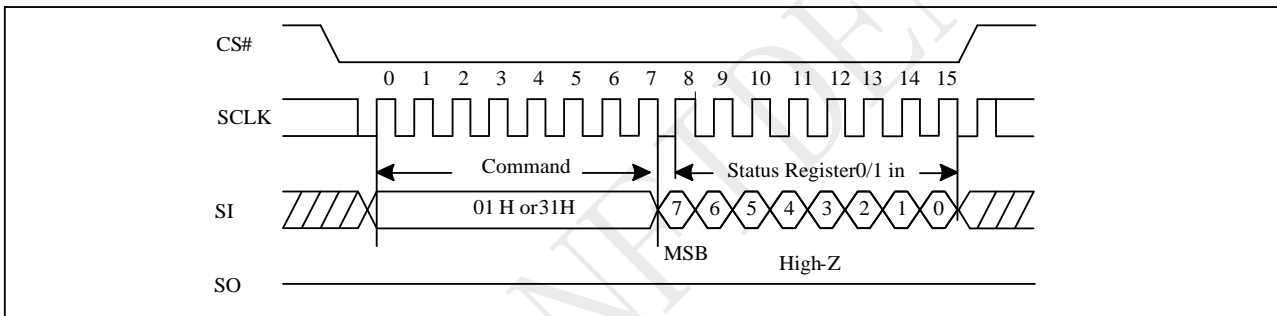 CS#
0 1 2 3 4 5 6 7 8 9 10 11 12 13 14 15
SCLK
Command Status Register0/1 in
SI 01 H or31H 7 6 5 4 3 2 1 0
MSB
High-Z
SO